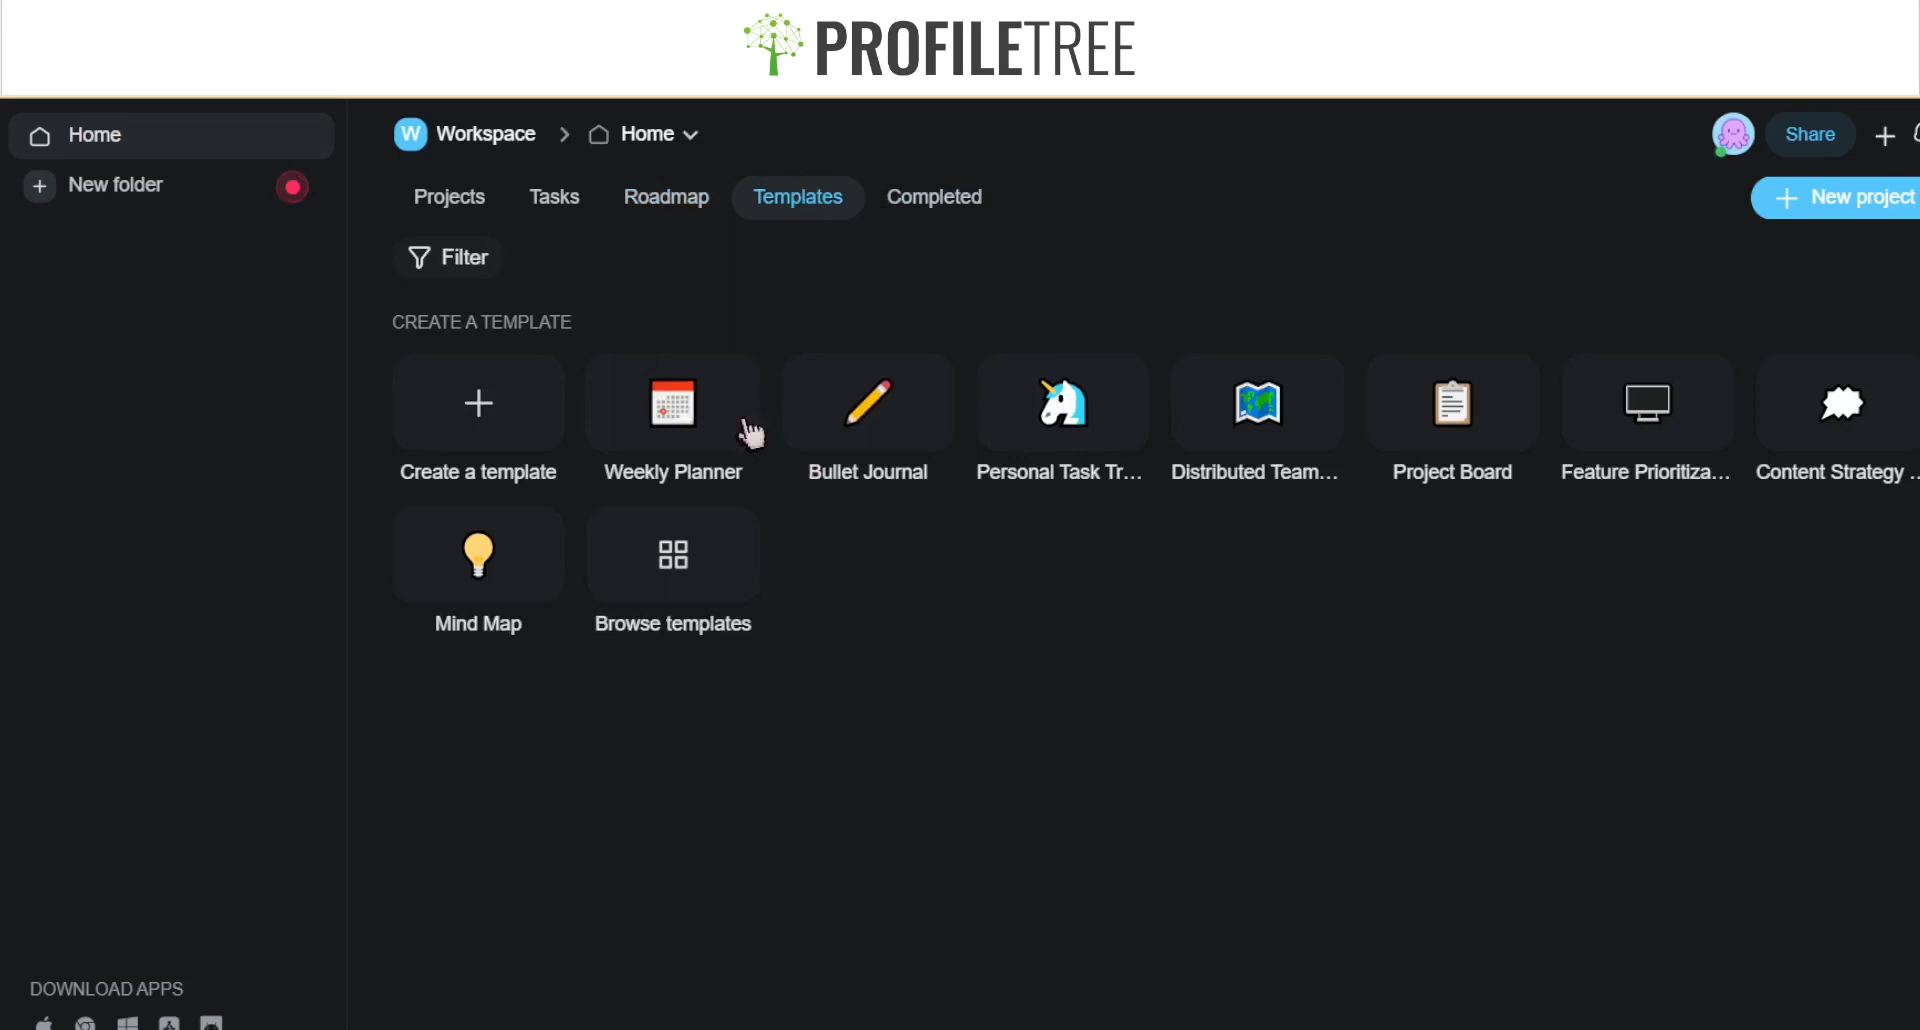 PROFILETREE
Home
New folder
W Workspace > Home
Share
Projects Tasks Roadmap Templates Completed
New project
Filter
CREATE A TEMPLATE
Create a template Weekly Planner Bullet Journal Personal Task Tr... Distributed Team... Project Board Feature Prioritiza... Content Strategy ...
Mind Map Browse templates
DOWNLOAD APPS